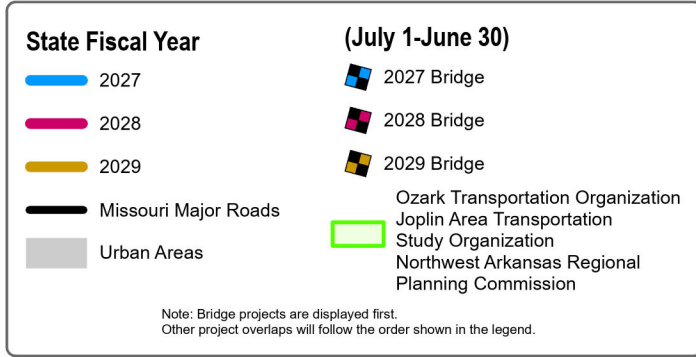 State Fiscal Year
(July 1-June 30)
2027
2028
2029
Missouri Major Roads
Urban Areas
2027 Bridge
2028 Bridge
2029 Bridge
Ozark Transportation Organization
Joplin Area Transportation
Study Organization
Northwest Arkansas Regional
Planning Commission
Note: Bridge projects are displayed first.
Other project overlaps will follow the order shown in the legend.